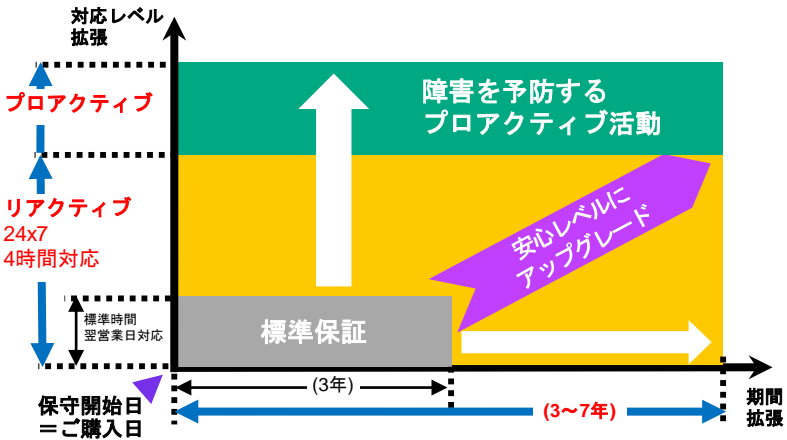 対応レベル
拡張
プロアクティブ
障害を予防する
プロアクティブ活動
リアクティブ
24x7
4時間対応
安心レベルに
アップグレード
標準時間
翌営業日対応
標準保証
(3年)
(3～7年)
期間
拡張
保守開始日
＝ご購入日